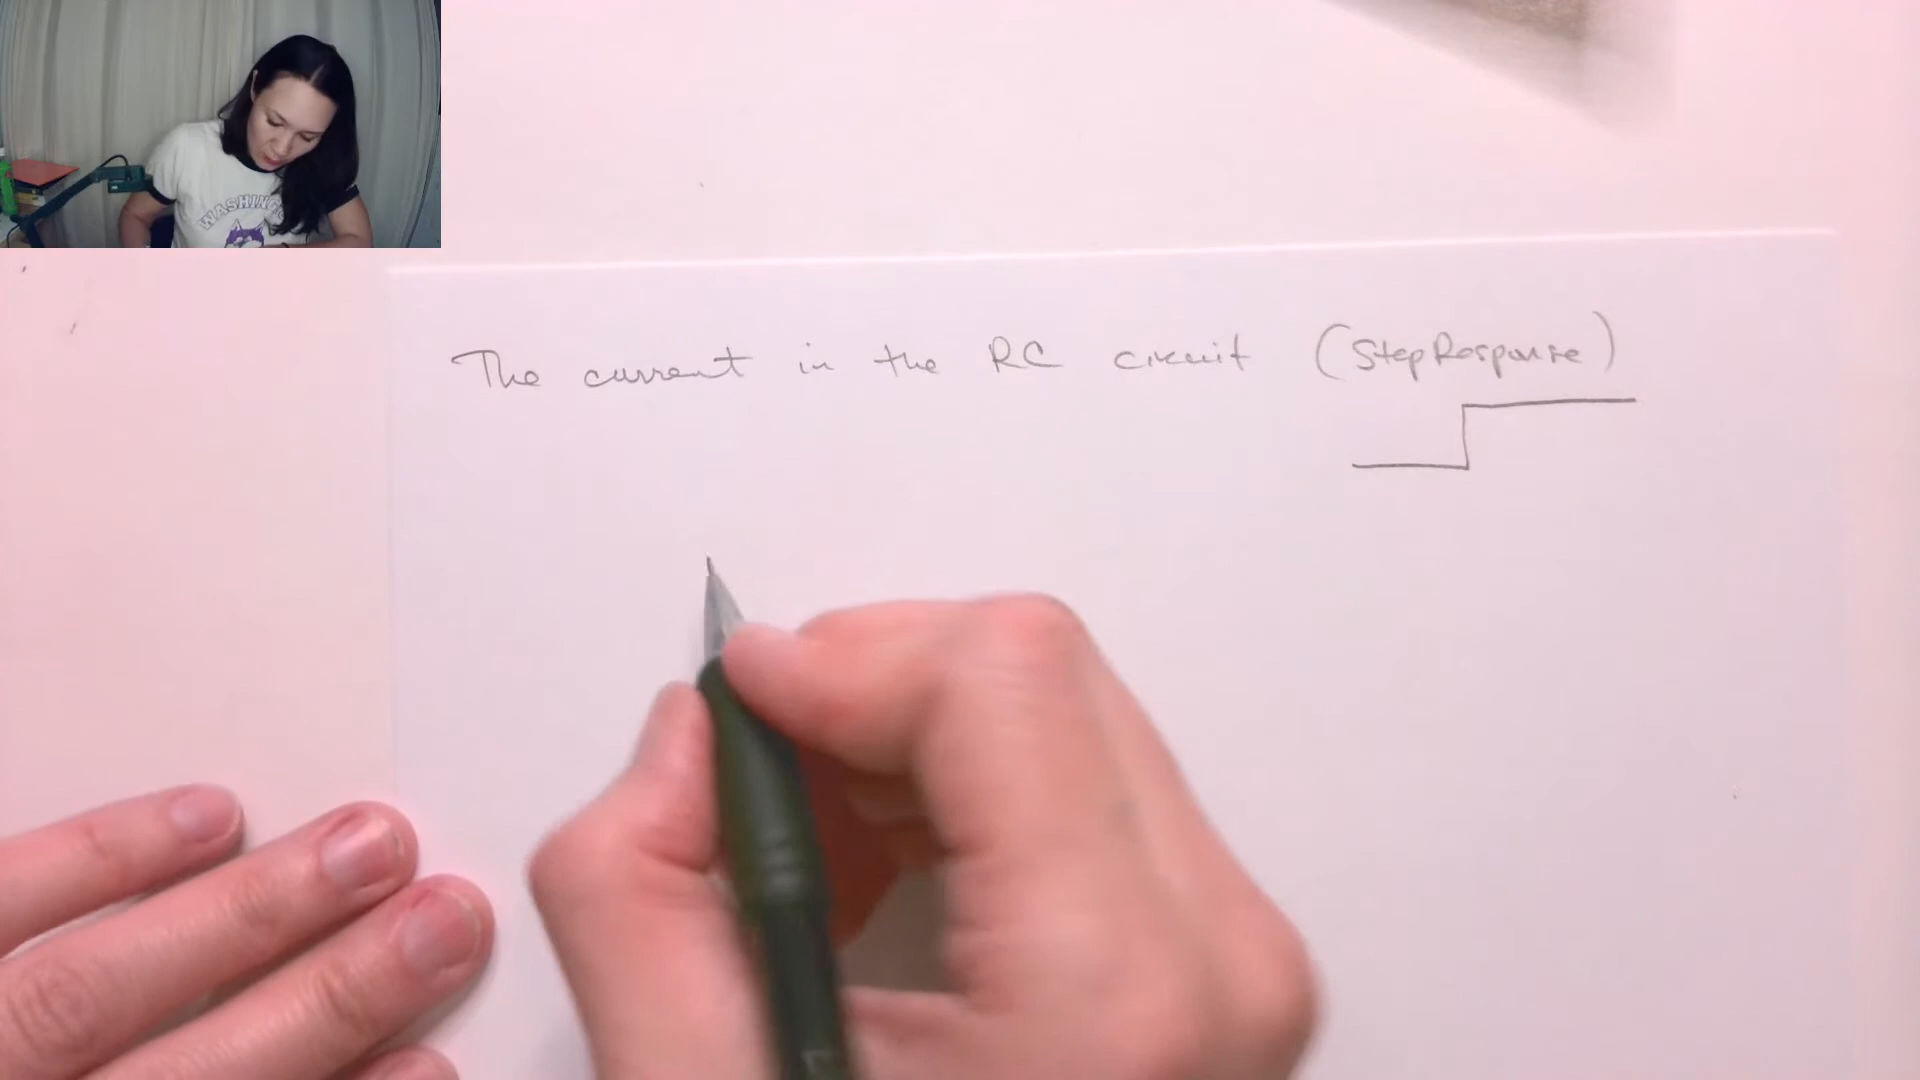 The current in the RC circuit (Step Response)